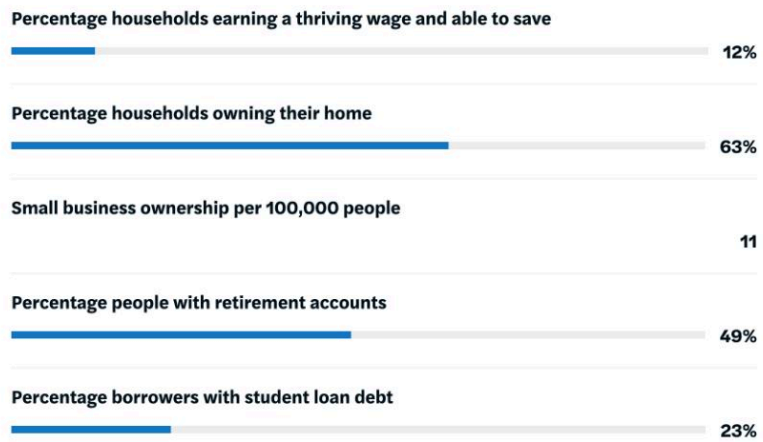 Percentage households earning a thriving wage and able to save
12%
Percentage households owning their home
63%
Small business ownership per 100,000 people
11
Percentage people with retirement accounts
49%
Percentage borrowers with student loan debt
23%